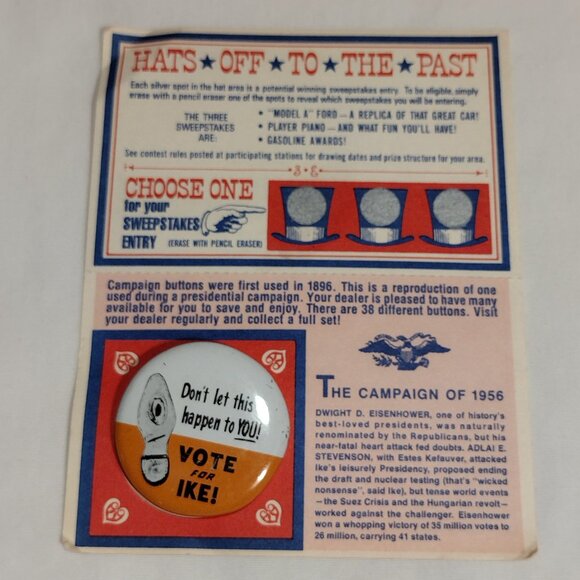 HATS ★ OFF ★ TO ★ THE ★ PAST
Each silver spot in the hat area is a potential winning sweepstakes entry. To be eligible, simply
erase with a pencil eraser one of the spots to reveal which sweepstakes you will be entering.
THE THREE
SWEEPSTAKES
ARE:
• "MODEL A" FORD — A REPLICA OF THAT GREAT CAR!
• PLAYER PIANO — AND WHAT FUN YOU'LL HAVE!
• GASOLINE AWARDS!
See contest rules posted at participating stations for drawing dates and prize structure for your area.
CHOOSE ONE
for your
SWEEPSTAKES
ENTRY (ERASE WITH PENCIL ERASER)
Campaign buttons were first used in 1896. This is a reproduction of one
used during a presidential campaign. Your dealer is pleased to have many
available for you to save and enjoy. There are 38 different buttons. Visit
your dealer regularly and collect a full set!
Don't let this
happen to YOU!
VOTE
FOR
IKE!
THE CAMPAIGN OF 1956
DWIGHT D. EISENHOWER, one of history's
best-loved presidents, was naturally
renominated by the Republicans, but his
near-fatal heart attack fed doubts. ADLAI E.
STEVENSON, with Estes Kefauver, attacked
Ike's leisurely Presidency, proposed ending
the draft and nuclear testing (that's "wicked
nonsense", said Ike), but tense world events
—the Suez Crisis and the Hungarian revolt—
worked against the challenger. Eisenhower
won a whopping victory of 35 million votes to
26 million, carrying 41 states.